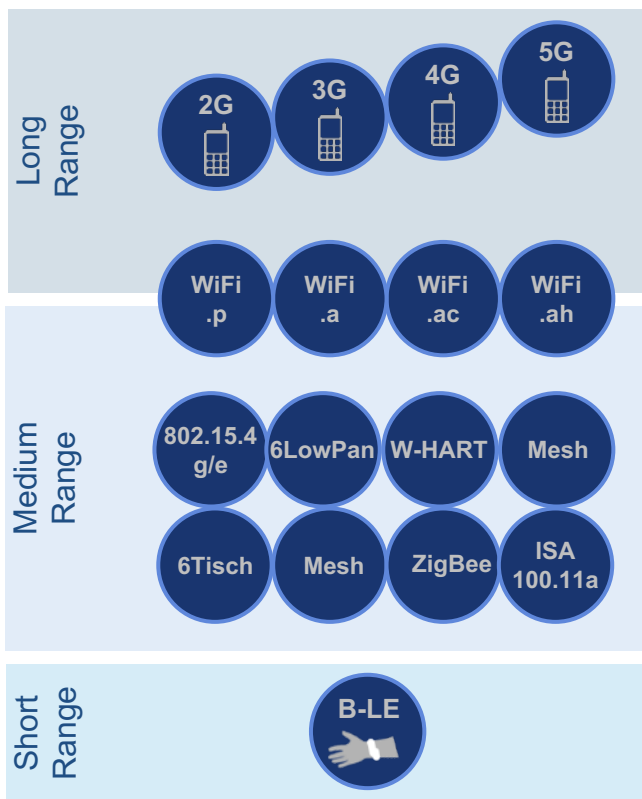 Long
Range
2G
3G
4G
5G
WiFi
.p
WiFi
.a
WiFi
.ac
WiFi
.ah
Medium
Range
802.15.4
g/e
6LowPan
W-HART
Mesh
6Tisch
Mesh
ZigBee
ISA
100.11a
Short
Range
B-LE